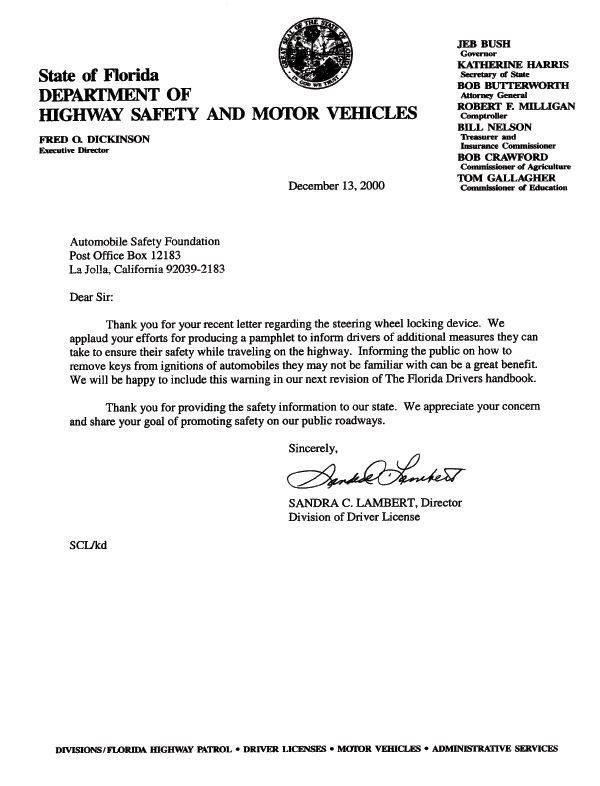 GREAT SEAL OF THE STATE OF FLORIDA
IN GOD WE TRUST
State of Florida
DEPARTMENT OF
HIGHWAY SAFETY AND MOTOR VEHICLES
FRED O. DICKINSON
Executive Director
JEB BUSH
Governor
KATHERINE HARRIS
Secretary of State
BOB BUTTERWORTH
Attorney General
ROBERT F. MILLIGAN
Comptroller
BILL NELSON
Treasurer and
Insurance Commissioner
BOB CRAWFORD
Commissioner of Agriculture
TOM GALLAGHER
Commissioner of Education
December 13, 2000
Automobile Safety Foundation
Post Office Box 12183
La Jolla, California 92039-2183
Dear Sir:
Thank you for your recent letter regarding the steering wheel locking device. We
applaud your efforts for producing a pamphlet to inform drivers of additional measures they can
take to ensure their safety while traveling on the highway. Informing the public on how to
remove keys from ignitions of automobiles they may not be familiar with can be a great benefit.
We will be happy to include this warning in our next revision of The Florida Drivers handbook.
Thank you for providing the safety information to our state. We appreciate your concern
and share your goal of promoting safety on our public roadways.
Sincerely,
Sandra C Lambert
SANDRA C. LAMBERT, Director
Division of Driver License
SCL/kd
DIVISIONS/FLORIDA HIGHWAY PATROL • DRIVER LICENSES • MOTOR VEHICLES • ADMINISTRATIVE SERVICES